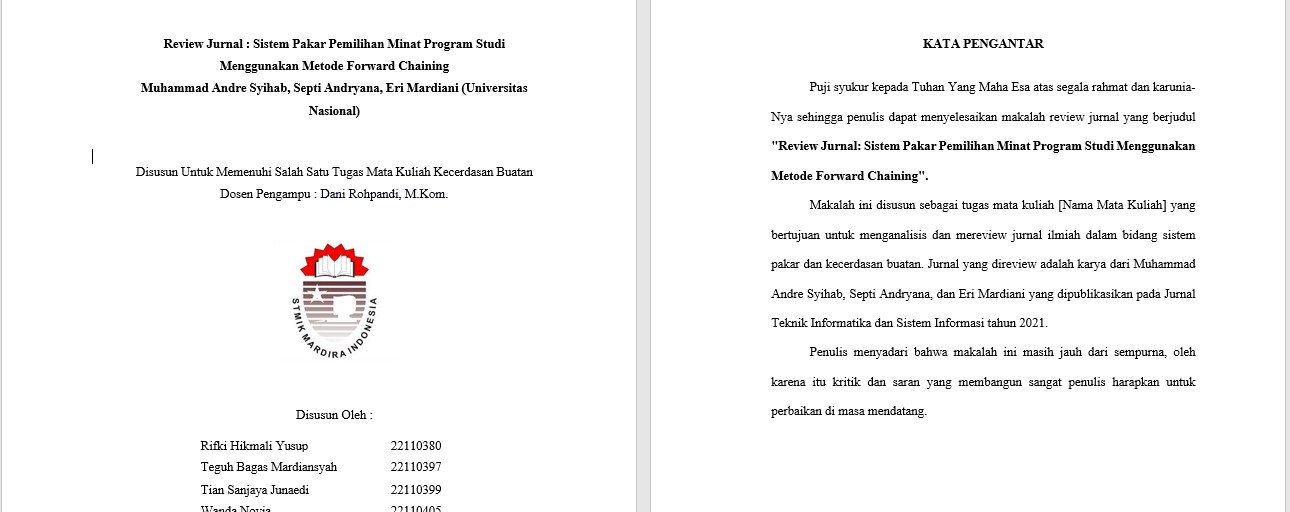 Review Jurnal : Sistem Pakar Pemilihan Minat Program Studi
Menggunakan Metode Forward Chaining
Muhammad Andre Syihab, Septi Andryana, Eri Mardiani (Universitas
Nasional)
Disusun Untuk Memenuhi Salah Satu Tugas Mata Kuliah Kecerdasan Buatan
Dosen Pengampu : Dani Rohpandi, M.Kom.
STMIK MARDIRA INDONESIA
Disusun Oleh :
Rifki Hikmali Yusup 22110380
Teguh Bagas Mardiansyah 22110397
Tian Sanjaya Junaedi 22110399
Wanda Novia 22110405
KATA PENGANTAR
Puji syukur kepada Tuhan Yang Maha Esa atas segala rahmat dan karunia-
Nya sehingga penulis dapat menyelesaikan makalah review jurnal yang berjudul
"Review Jurnal: Sistem Pakar Pemilihan Minat Program Studi Menggunakan
Metode Forward Chaining".
Makalah ini disusun sebagai tugas mata kuliah [Nama Mata Kuliah] yang
bertujuan untuk menganalisis dan mereview jurnal ilmiah dalam bidang sistem
pakar dan kecerdasan buatan. Jurnal yang direview adalah karya dari Muhammad
Andre Syihab, Septi Andryana, dan Eri Mardiani yang dipublikasikan pada Jurnal
Teknik Informatika dan Sistem Informasi tahun 2021.
Penulis menyadari bahwa makalah ini masih jauh dari sempurna, oleh
karena itu kritik dan saran yang membangun sangat penulis harapkan untuk
perbaikan di masa mendatang.